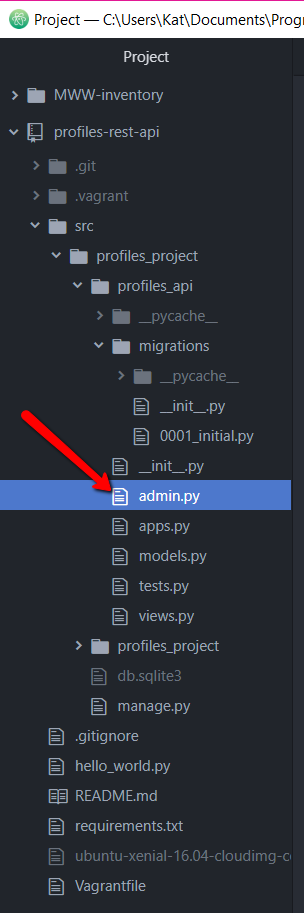 Project — C:\Users\Kat\Documents\Progr
Project
MWW-inventory
profiles-rest-api
.git
.vagrant
src
profiles_project
profiles_api
__pycache__
migrations
__pycache__
__init__.py
0001_initial.py
__init__.py
admin.py
apps.py
models.py
tests.py
views.py
profiles_project
db.sqlite3
manage.py
.gitignore
hello_world.py
README.md
requirements.txt
ubuntu-xenial-16.04-cloudimg-co
Vagrantfile